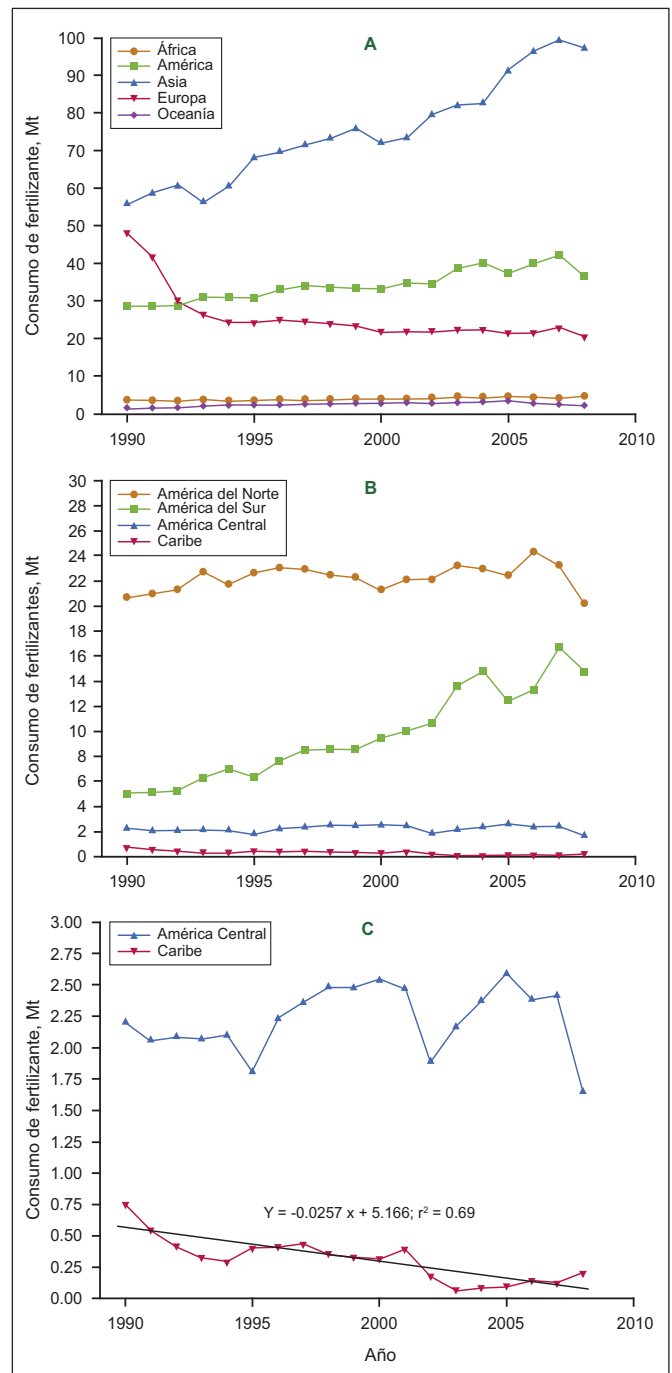 A
África
América
Asia
Europa
Oceanía
Consumo de fertilizante, Mt
100
90
80
70
60
50
40
30
20
10
0
1990 1995 2000 2005 2010
B
América del Norte
América del Sur
América Central
Caribe
Consumo de fertilizantes, Mt
30
28
26
24
22
20
18
16
14
12
10
8
6
4
2
0
1990 1995 2000 2005 2010
C
América Central
Caribe
Consumo de fertilizante, Mt
3.00
2.75
2.50
2.25
2.00
1.75
1.50
1.25
1.00
0.75
0.50
0.25
0.00
Y = -0.0257 x + 5.166; r² = 0.69
1990 1995 2000 2005 2010
Año